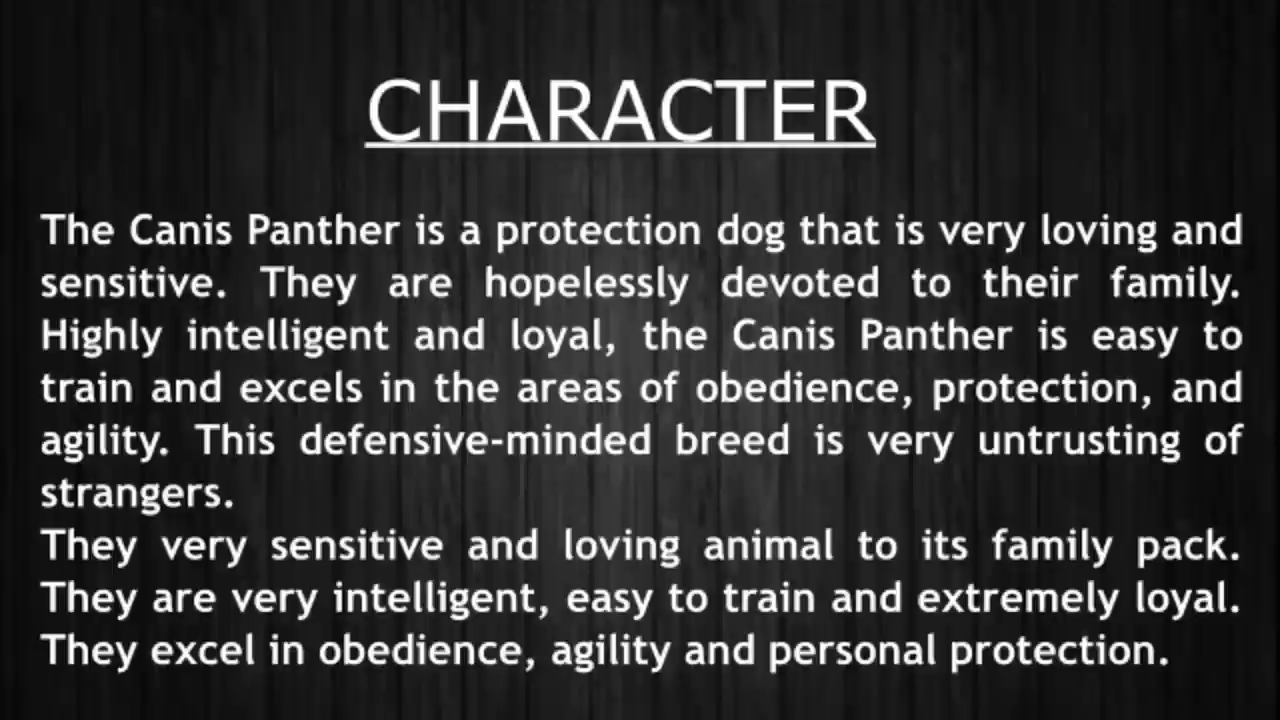 CHARACTER
The Canis Panther is a protection dog that is very loving and
sensitive. They are hopelessly devoted to their family.
Highly intelligent and loyal, the Canis Panther is easy to
train and excels in the areas of obedience, protection, and
agility. This defensive-minded breed is very untrusting of
strangers.
They very sensitive and loving animal to its family pack.
They are very intelligent, easy to train and extremely loyal.
They excel in obedience, agility and personal protection.